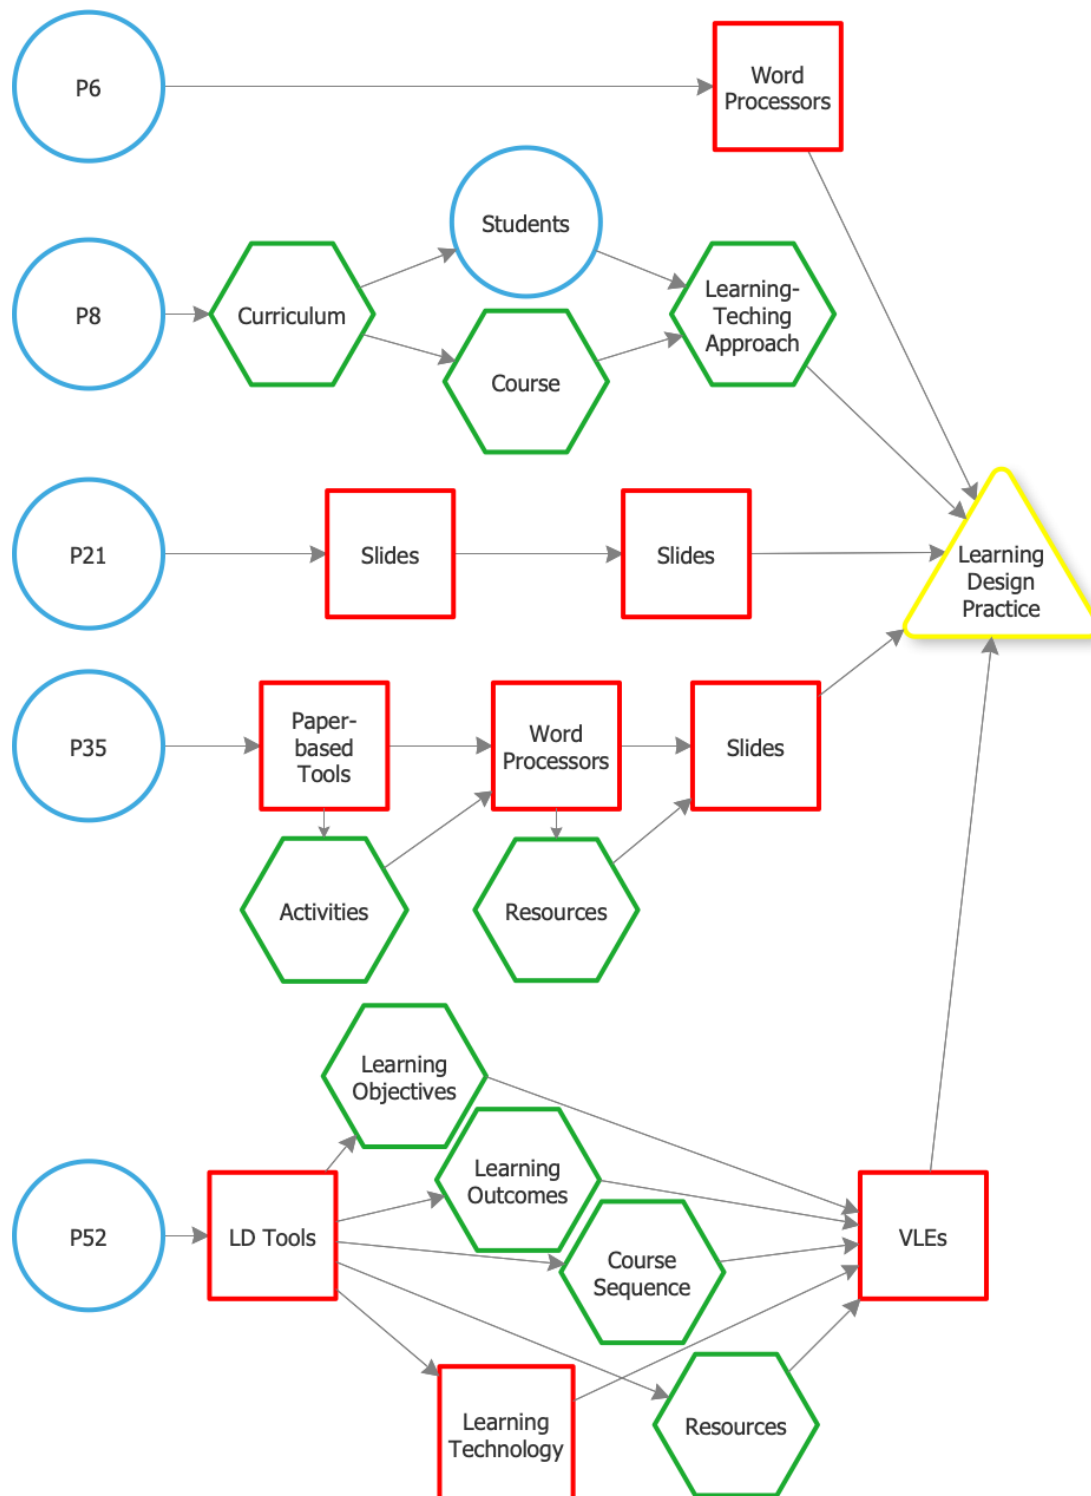 P6
Word
Processors
Students
P8
Curriculum
Learning-
Teching
Approach
Course
P21
Slides
Slides
Learning
Design
Practice
P35
Paper-
based
Tools
Word
Processors
Slides
Activities
Resources
Learning
Objectives
Learning
Outcomes
P52
LD Tools
Course
Sequence
VLEs
Learning
Technology
Resources